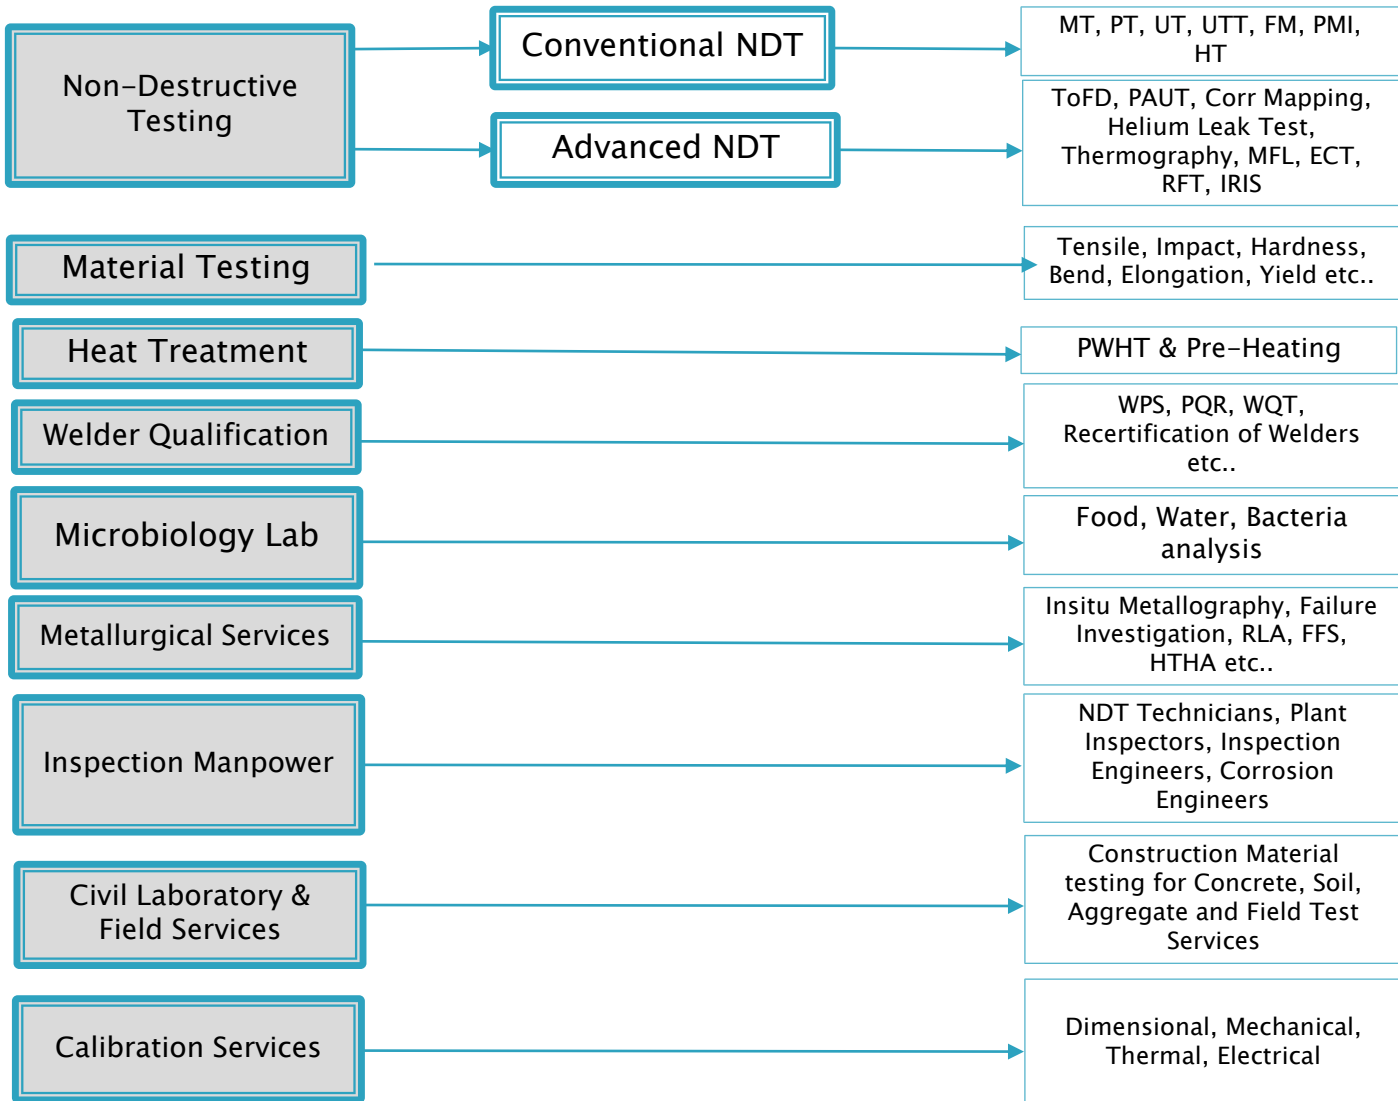 Non-Destructive
Testing
Conventional NDT
MT, PT, UT, UTT, FM, PMI,
HT
Advanced NDT
ToFD, PAUT, Corr Mapping,
Helium Leak Test,
Thermography, MFL, ECT,
RFT, IRIS
Material Testing
Tensile, Impact, Hardness,
Bend, Elongation, Yield etc..
Heat Treatment
PWHT & Pre-Heating
Welder Qualification
WPS, PQR, WQT,
Recertification of Welders
etc..
Microbiology Lab
Food, Water, Bacteria
analysis
Metallurgical Services
Insitu Metallography, Failure
Investigation, RLA, FFS,
HTHA etc..
Inspection Manpower
NDT Technicians, Plant
Inspectors, Inspection
Engineers, Corrosion
Engineers
Civil Laboratory &
Field Services
Construction Material
testing for Concrete, Soil,
Aggregate and Field Test
Services
Calibration Services
Dimensional, Mechanical,
Thermal, Electrical